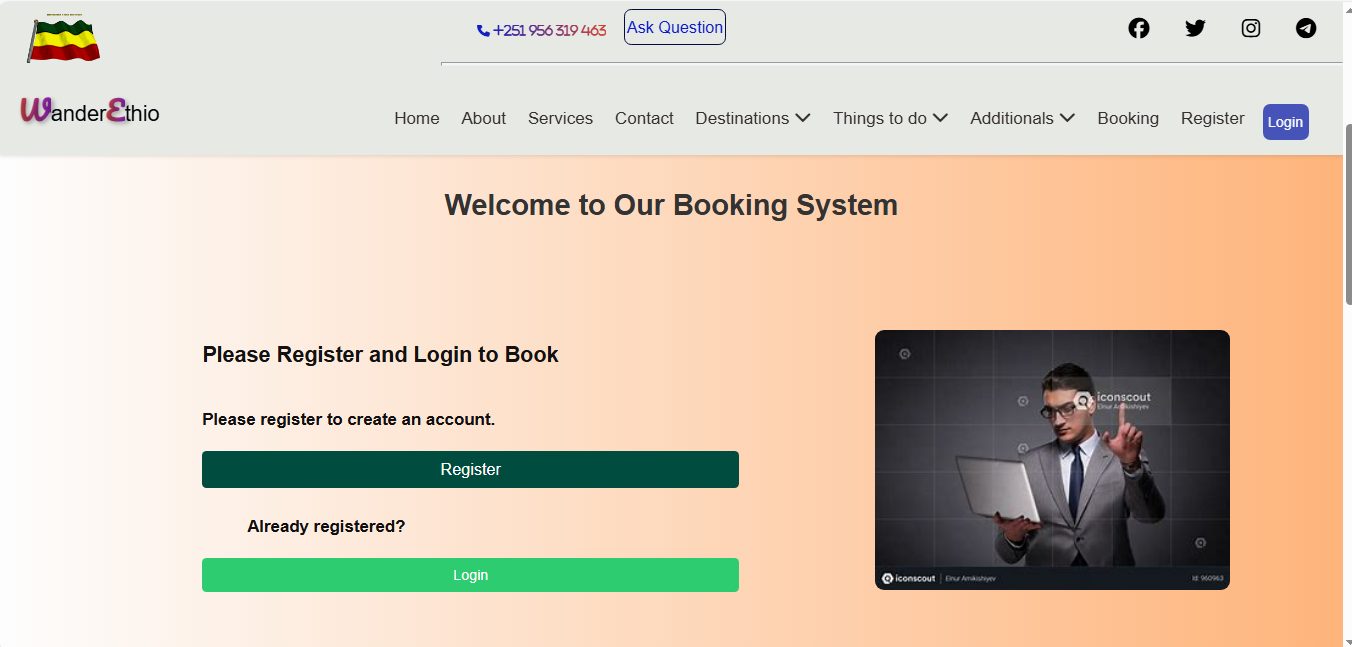 +251 956 319 463
Ask Question
WanderEthio
Home About Services Contact Destinations Things to do Additionals Booking Register Login
Welcome to Our Booking System
Please Register and Login to Book
Please register to create an account.
Register
Already registered?
Login
iconscout
Elnur Amikishiyev
iconscout Elnur Amikishiyev Id: 960963